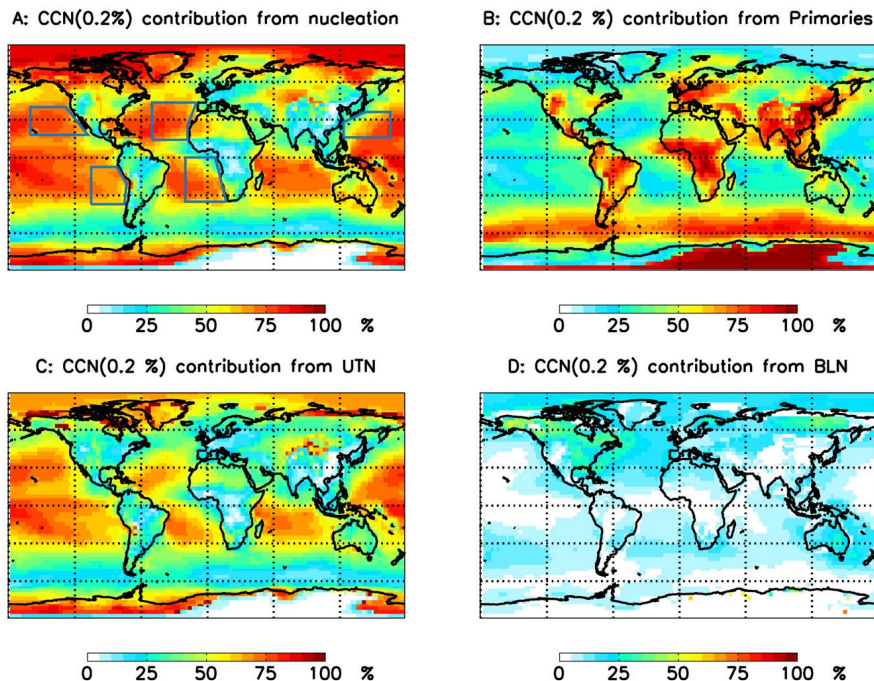 A: CCN(0.2%) contribution from nucleation
B: CCN(0.2 %) contribution from Primaries
0 25 50 75 100 %
0 25 50 75 100 %
C: CCN(0.2 %) contribution from UTN
D: CCN(0.2 %) contribution from BLN
0 25 50 75 100 %
0 25 50 75 100 %